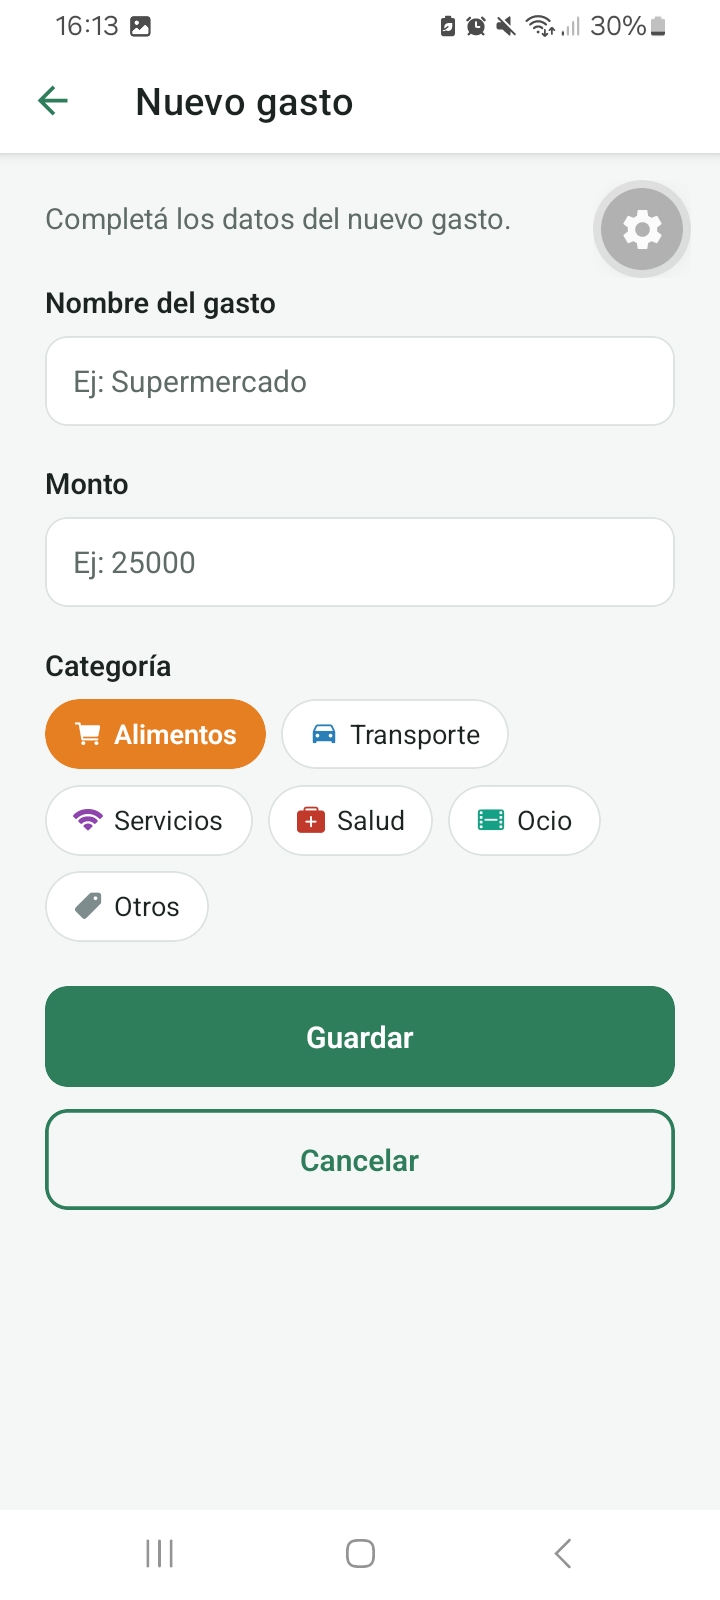 16:13 30%
Nuevo gasto
Completá los datos del nuevo gasto.
Nombre del gasto
Ej: Supermercado
Monto
Ej: 25000
Categoría
Alimentos Transporte
Servicios Salud Ocio
Otros
Guardar
Cancelar